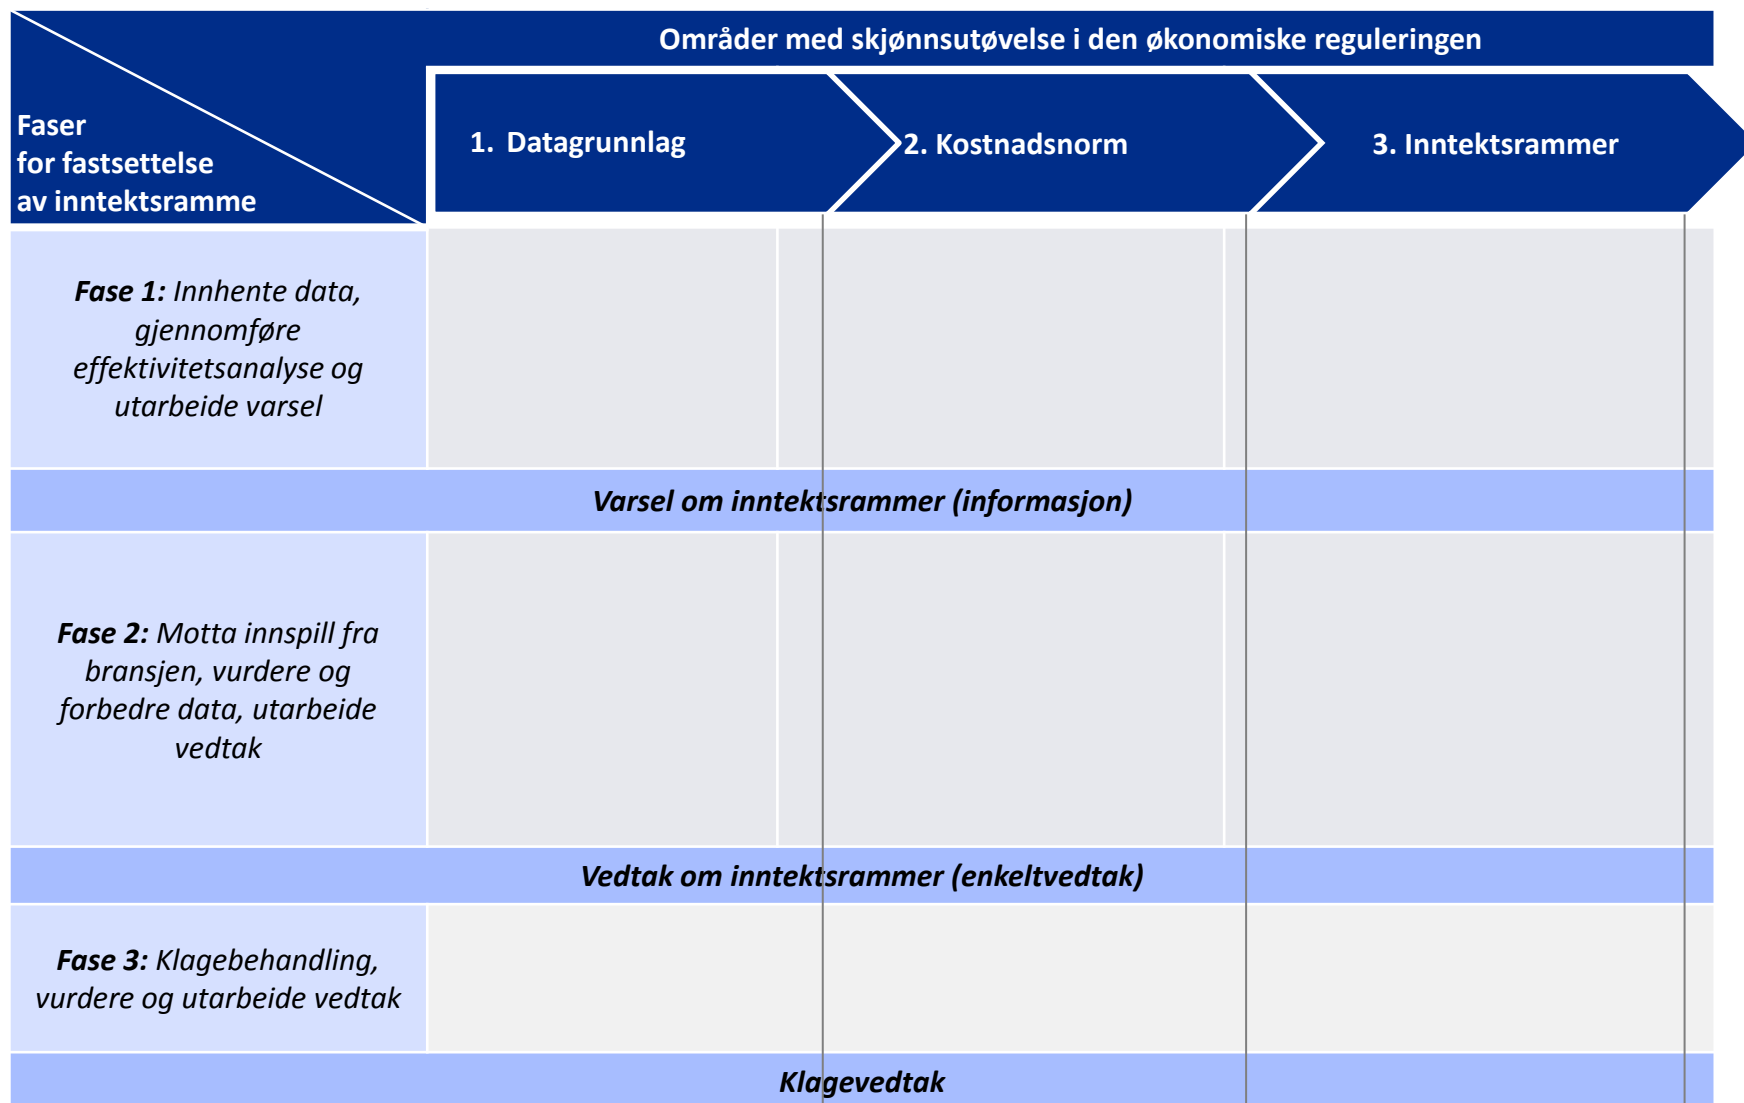 Områder med skjønnsutøvelse i den økonomiske reguleringen
Faser
for fastsettelse
av inntektsramme
1. Datagrunnlag
2. Kostnadsnorm
3. Inntektsrammer
Fase 1: Innhente data,
gjennomføre
effektivitetsanalyse og
utarbeide varsel
Varsel om inntektsrammer (informasjon)
Fase 2: Motta innspill fra
bransjen, vurdere og
forbedre data, utarbeide
vedtak
Vedtak om inntektsrammer (enkeltvedtak)
Fase 3: Klagebehandling,
vurdere og utarbeide vedtak
Klagevedtak